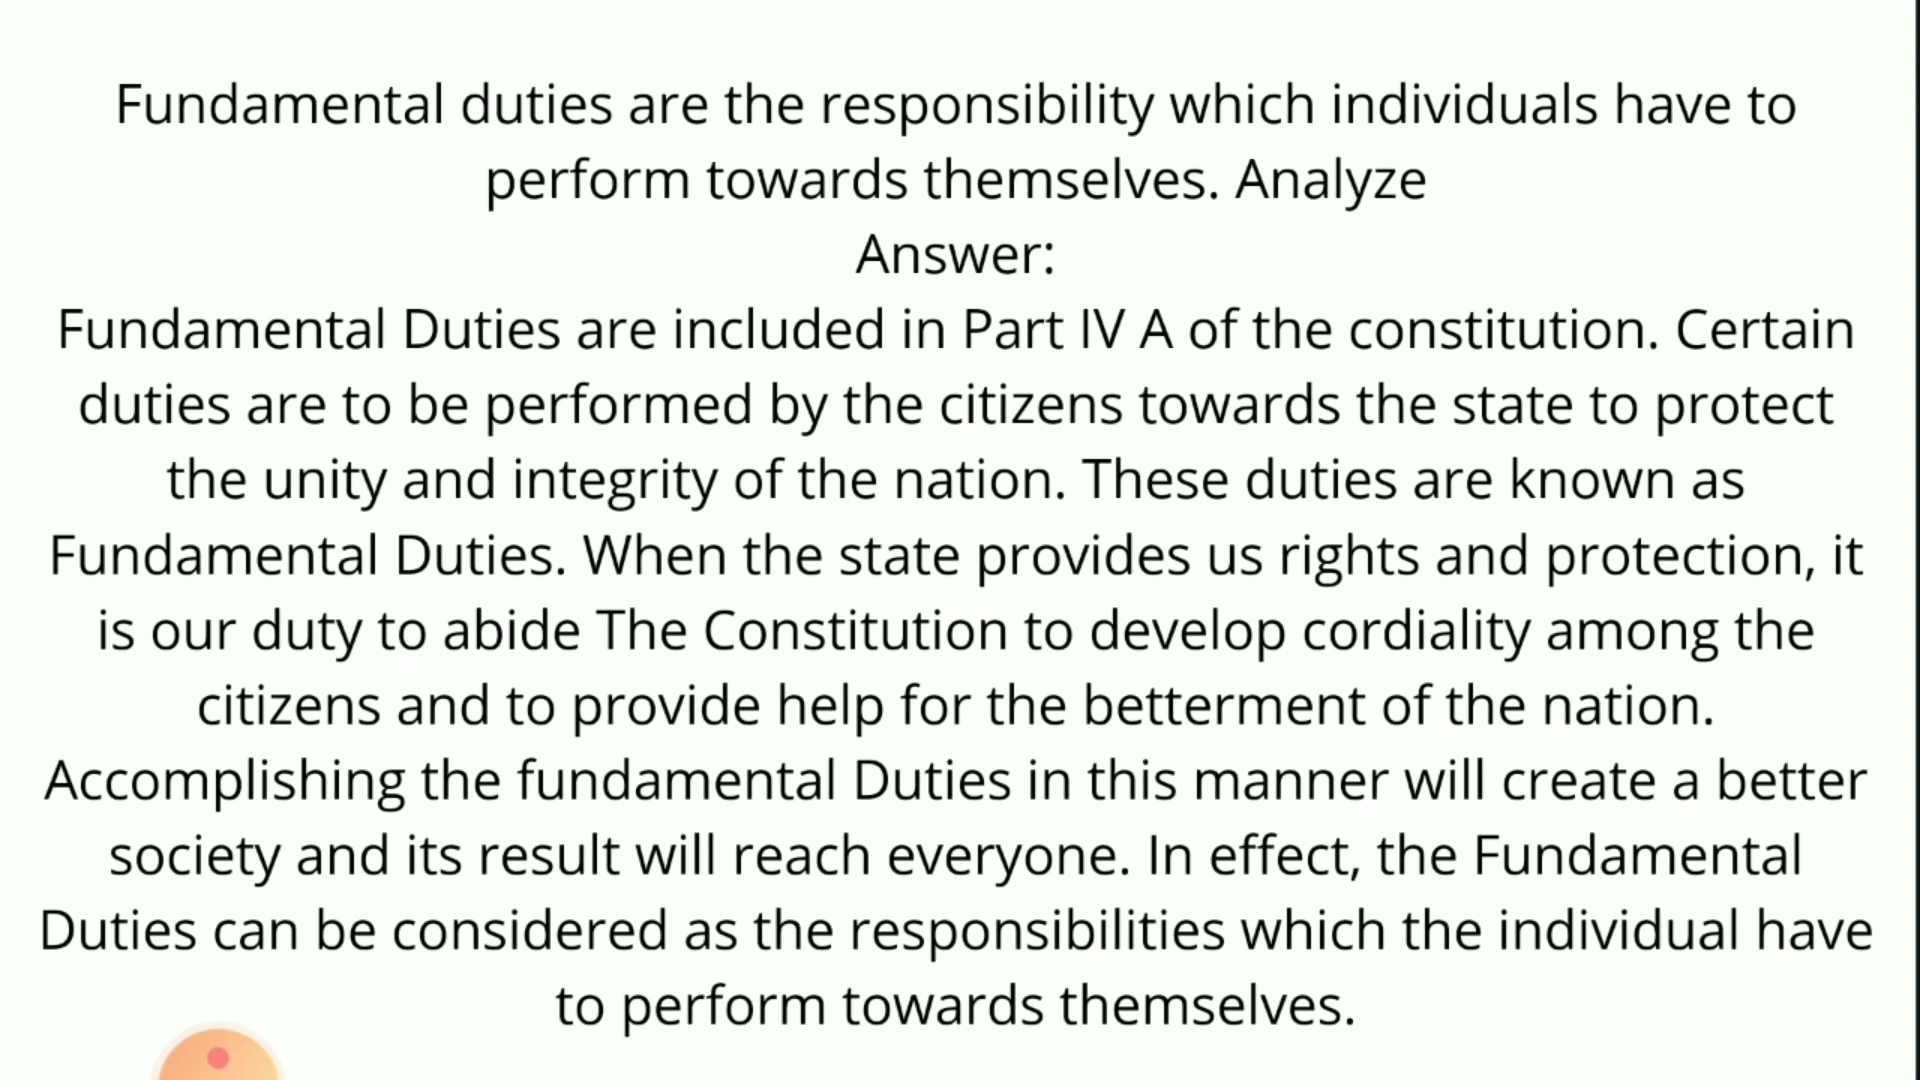 Fundamental duties are the responsibility which individuals have to
perform towards themselves. Analyze
Answer:
Fundamental Duties are included in Part IV A of the constitution. Certain
duties are to be performed by the citizens towards the state to protect
the unity and integrity of the nation. These duties are known as
Fundamental Duties. When the state provides us rights and protection, it
is our duty to abide The Constitution to develop cordiality among the
citizens and to provide help for the betterment of the nation.
Accomplishing the fundamental Duties in this manner will create a better
society and its result will reach everyone. In effect, the Fundamental
Duties can be considered as the responsibilities which the individual have
to perform towards themselves.